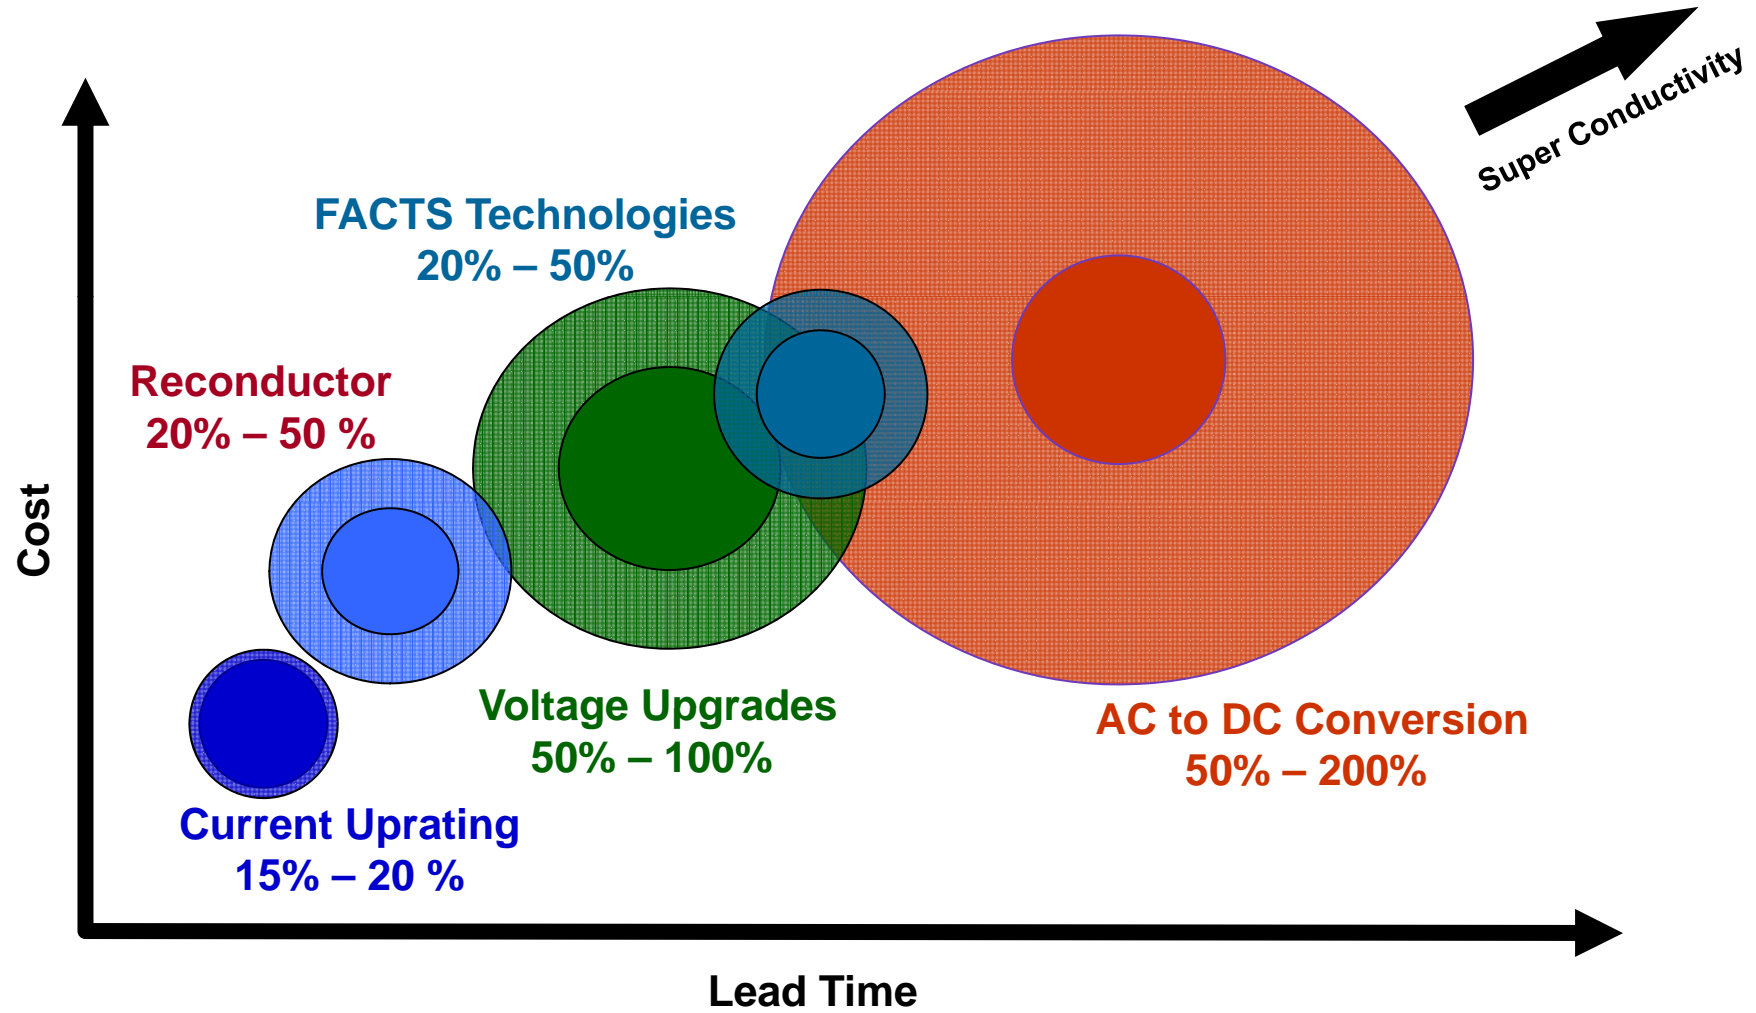 Super Conductivity
FACTS Technologies
20% – 50%
Reconductor
20% – 50 %
Cost
Voltage Upgrades
50% – 100%
AC to DC Conversion
50% – 200%
Current Uprating
15% – 20 %
Lead Time